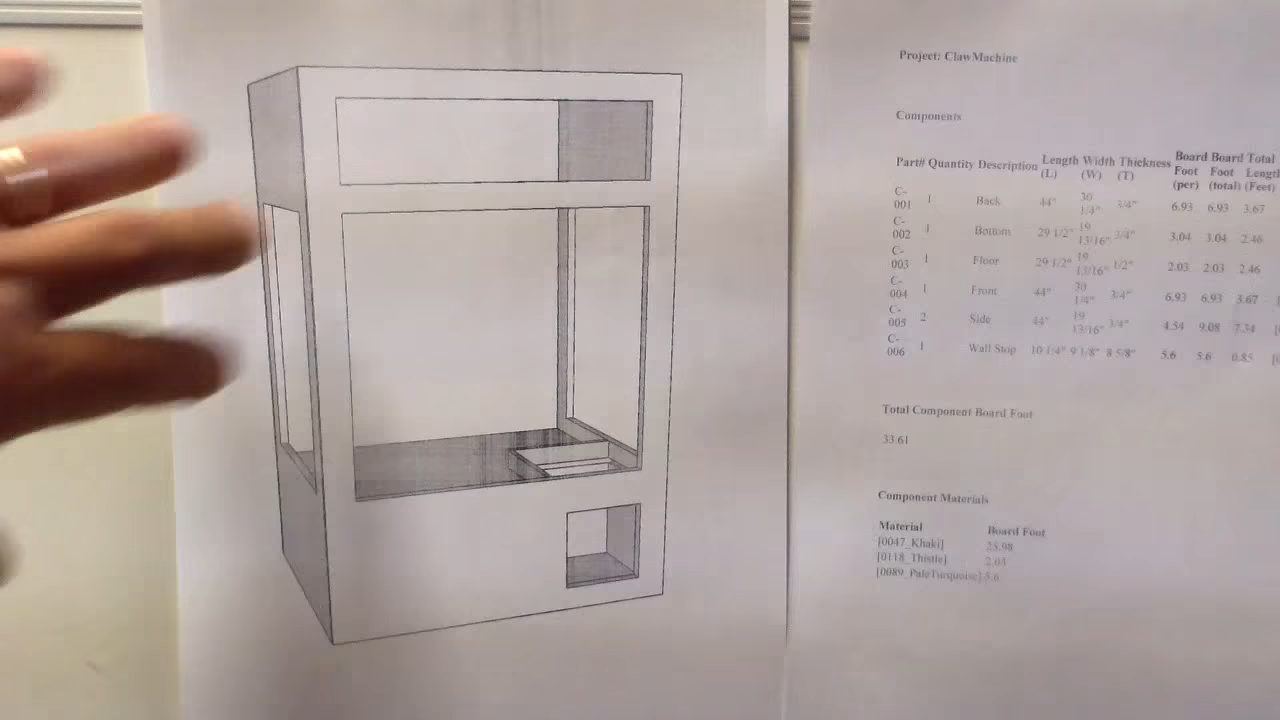 Project: ClawMachine
Components
Part# Quantity Description Length (L) Width (W) Thickness (T) Board Foot (per) Board Foot (total) Total Length (Feet)
C-001 1 Back 44" 30 1/4" 3/4" 6.93 6.93 3.67
C-002 1 Bottom 29 1/2" 19 13/16" 3/4" 3.04 3.04 2.46
C-003 1 Floor 29 1/2" 19 13/16" 1/2" 2.03 2.03 2.46
C-004 1 Front 44" 30 1/4" 3/4" 6.93 6.93 3.67
C-005 2 Side 44" 19 13/16" 3/4" 4.54 9.08 7.34
C-006 1 Wall Stop 10 1/4" 9 1/8" 8 5/8" 5.6 5.6 0.85
Total Component Board Foot
33.61
Component Materials
Material Board Foot
[0047_Khaki] 25.98
[0118_Thistle] 2.03
[0089_PaleTurquoise] 5.6